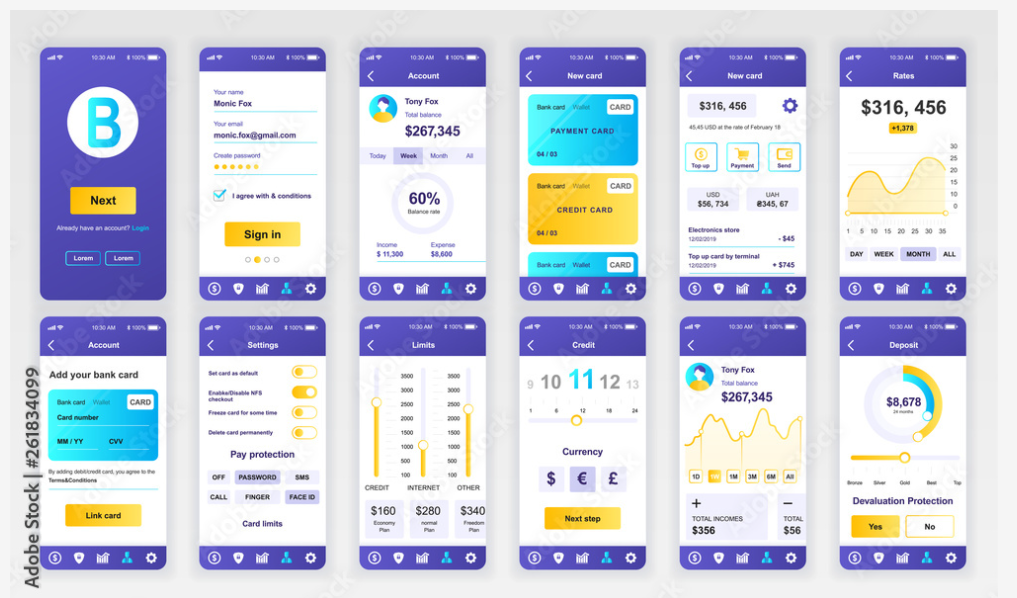 10:30 AM 100%
B
Next
Already have an account? Login
Lorem Lorem
10:30 AM 100%
Your name
Monic Fox
Your email
monic.fox@gmail.com
Create password
I agree with & conditions
Sign in
10:30 AM 100%
Account
Tony Fox
Total balance
$267,345
Today Week Month All
60%
Balance rate
Income Expense
$ 11,300 $8,600
10:30 AM 100%
New card
Bank card Wallet CARD
PAYMENT CARD
04 / 03
Bank card Wallet CARD
CREDIT CARD
04 / 03
Bank card Wallet CARD
10:30 AM 100%
New card
$316, 456
45,45 USD at the rate of February 18
Top up Payment Send
USD UAH
$56, 734 ₴345, 67
Electronics store
12/02/2019 - $45
Top up card by terminal
12/02/2019 + $745
10:30 AM 100%
Rates
$316, 456
+1,378
30
25
20
15
10
0
1 5 10 15 20 25 30 35
DAY WEEK MONTH ALL
10:30 AM 100%
Account
Add your bank card
Bank card Wallet CARD
Card number
MM / YY CVV
By adding debt/credit card, you agree to the
Terms&Conditions
Link card
10:30 AM 100%
Settings
Set card as default
Enabke/Disable NFS
checkout
Freeze card for some time
Delete card permanently
Pay protection
OFF PASSWORD SMS
CALL FINGER FACE ID
Card limits
10:30 AM 100%
Limits
3500 3500
3000 3000
2500 2500
2000 2000
1500 1500
1000 1000
500 500
100 100
CREDIT INTERNET OTHER
$160 $280 $340
Economy normal Freedom
Plan Plan Plan
10:30 AM 100%
Credit
9 10 11 12 13
1 6 12 18 24
Currency
$ € £
Next step
10:30 AM 100%
Tony Fox
Total balance
$267,345
1D 1M 3M 6M All
+ −
TOTAL INCOMES TOTAL
$356 $56
10:30 AM 100%
Deposit
$8,678
24 months
Bronze Silver Gold Best Top
Devaluation Protection
Yes No
Adobe Stock | #261834099
Adobe Stock